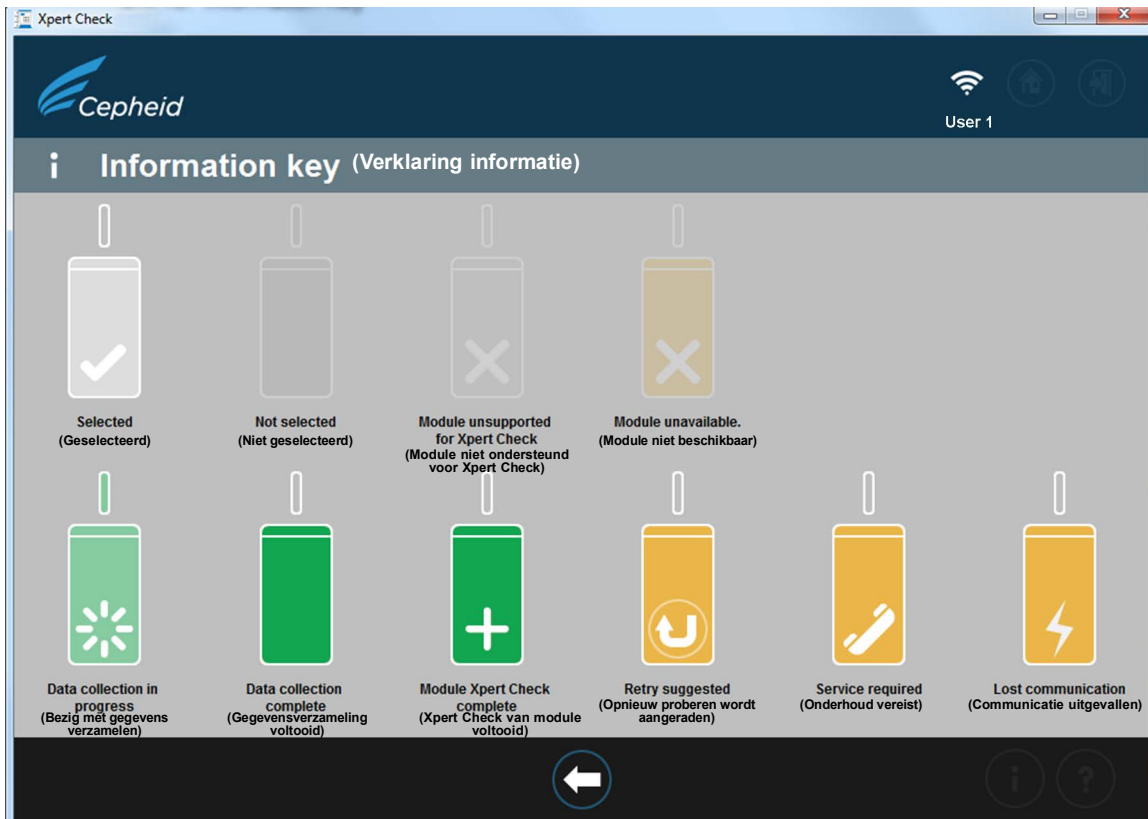 Xpert Check
Cepheid
User 1
i Information key (Verklaring informatie)
Selected
(Geselecteerd)
Not selected
(Niet geselecteerd)
Module unsupported
for Xpert Check
(Module niet ondersteund
voor Xpert Check)
Module unavailable.
(Module niet beschikbaar)
Data collection in
progress
(Bezig met gegevens
verzamelen)
Data collection
complete
(Gegevensverzameling
voltooid)
Module Xpert Check
complete
(Xpert Check van module
voltooid)
Retry suggested
(Opnieuw proberen wordt
aangeraden)
Service required
(Onderhoud vereist)
Lost communication
(Communicatie uitgevallen)
i ?